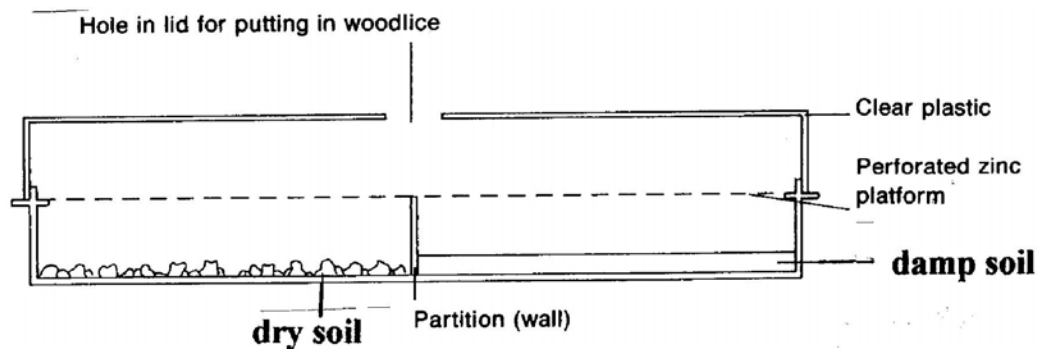 Hole in lid for putting in woodlice
Clear plastic
Perforated zinc
platform
damp soil
dry soil
Partition (wall)